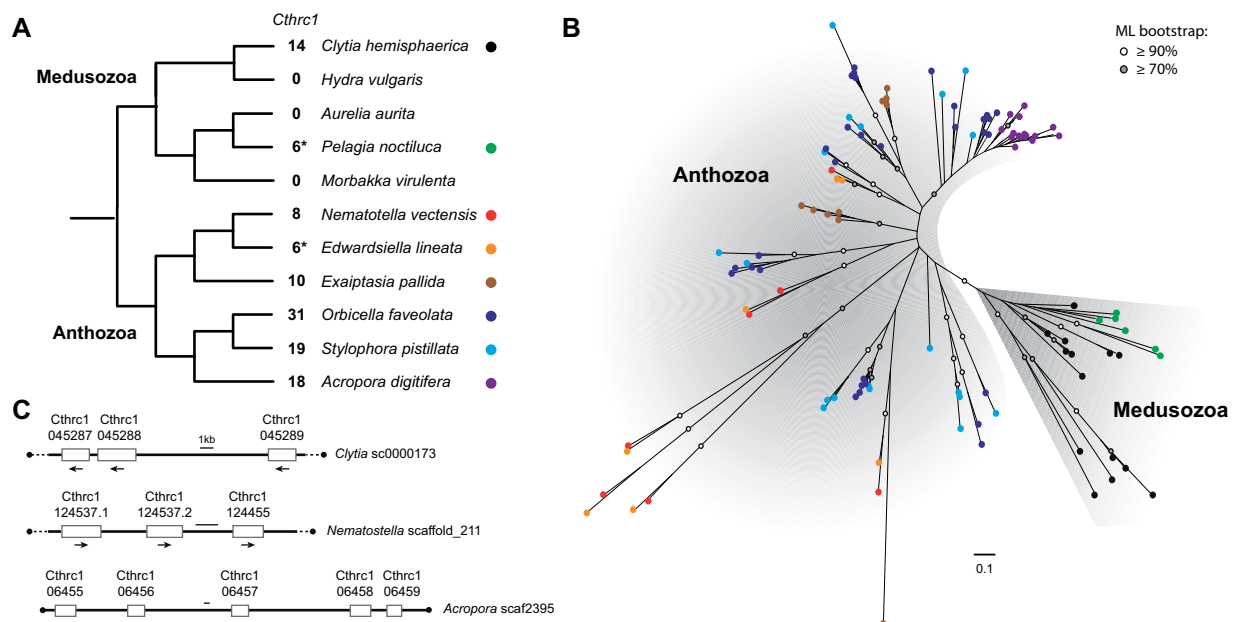 A
Cthrc1
Medusozoa
14 Clytia hemisphaerica
0 Hydra vulgaris
0 Aurelia aurita
6* Pelagia noctiluca
0 Morbakka virulenta
8 Nematotella vectensis
6* Edwardsiella lineata
10 Exaiptasia pallida
Anthozoa
31 Orbicella faveolata
19 Stylophora pistillata
18 Acropora digitifera
B
ML bootstrap:
≥ 90%
≥ 70%
Anthozoa
Medusozoa
0.1
C
Cthrc1 Cthrc1 Cthrc1
045287 045288 1kb 045289
Clytia sc0000173
Cthrc1 Cthrc1 Cthrc1
124537.1 124537.2 124455
Nematostella scaffold_211
Cthrc1 Cthrc1 Cthrc1 Cthrc1 Cthrc1
06455 06456 06457 06458 06459
Acropora scaf2395